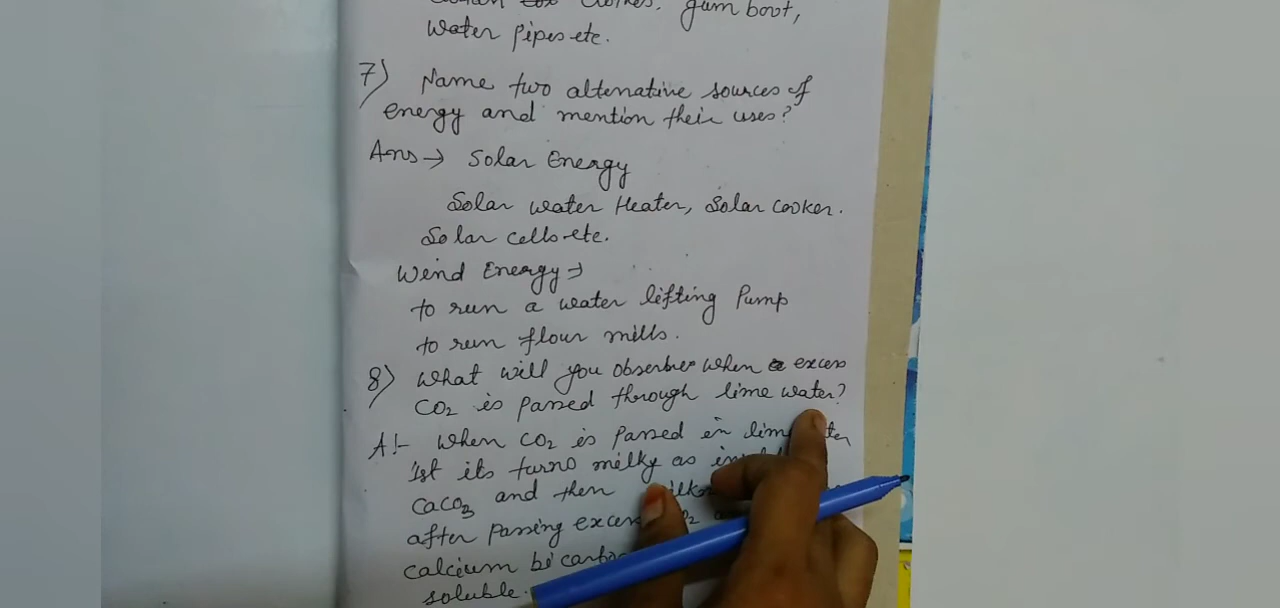 clothes, gum boot,
water pipes etc.
7) Name two altenative sources of
energy and mention their uses?
Ans → Solar Energy
Solar water Heater, Solar cooker.
Solar cells etc.
Wind Energy →
to run a water lifting Pump
to run flour mills.
8) What will you observe when excess
CO2 is passed through lime water?
A:- When CO2 is passed in
1st its turns milky as
CaCO3 and then
after passing excess
calcium
soluble.